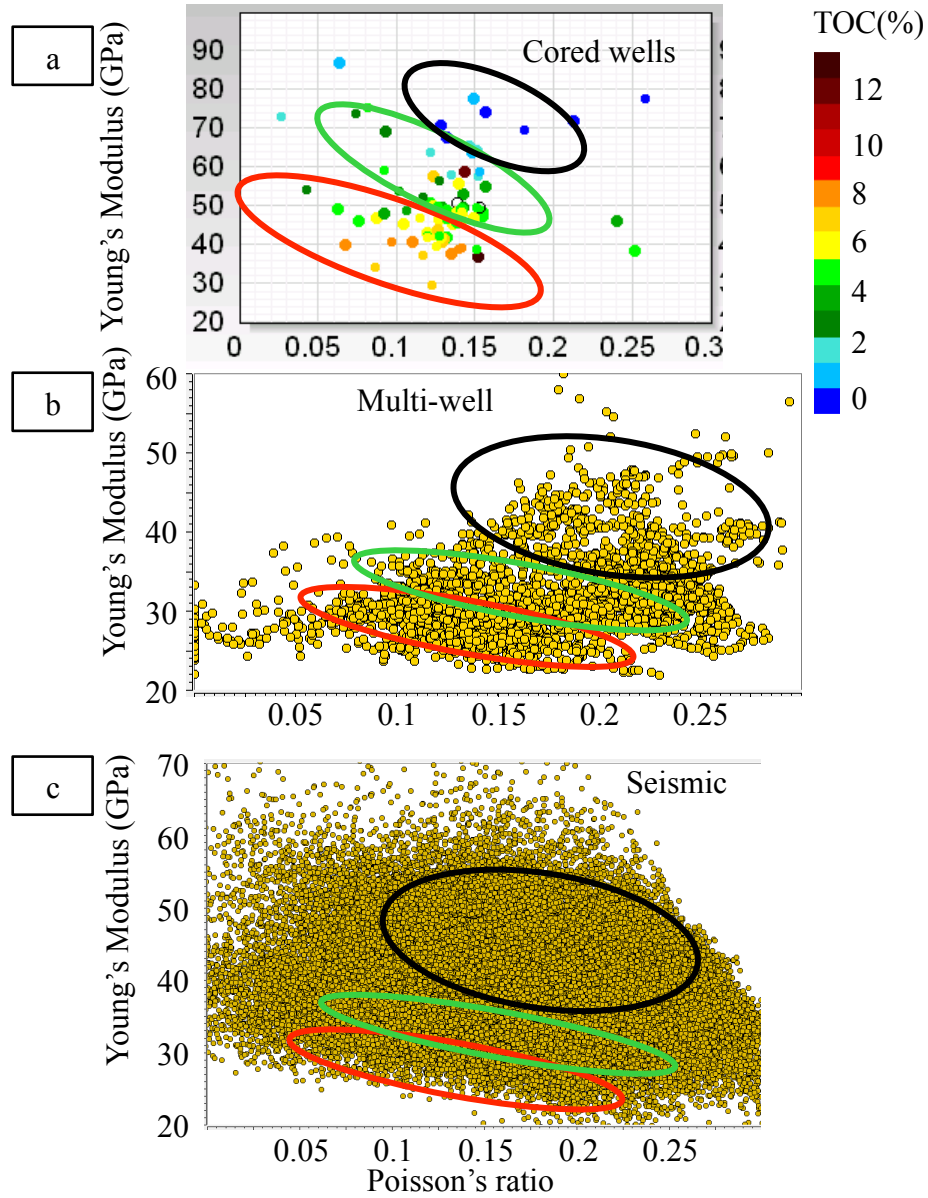 TOC(%)
a
Cored wells
Young's Modulus (GPa)
90
80
70
60
50
40
30
20
0 0.05 0.10 0.15 0.2 0.25 0.3
12
10
8
6
4
2
0
b
Multi-well
Young's Modulus (GPa)
60
50
40
30
20
0.05 0.1 0.15 0.2 0.25
c
Seismic
Young's Modulus (GPa)
70
60
50
40
30
20
0.05 0.1 0.15 0.2 0.25
Poisson's ratio